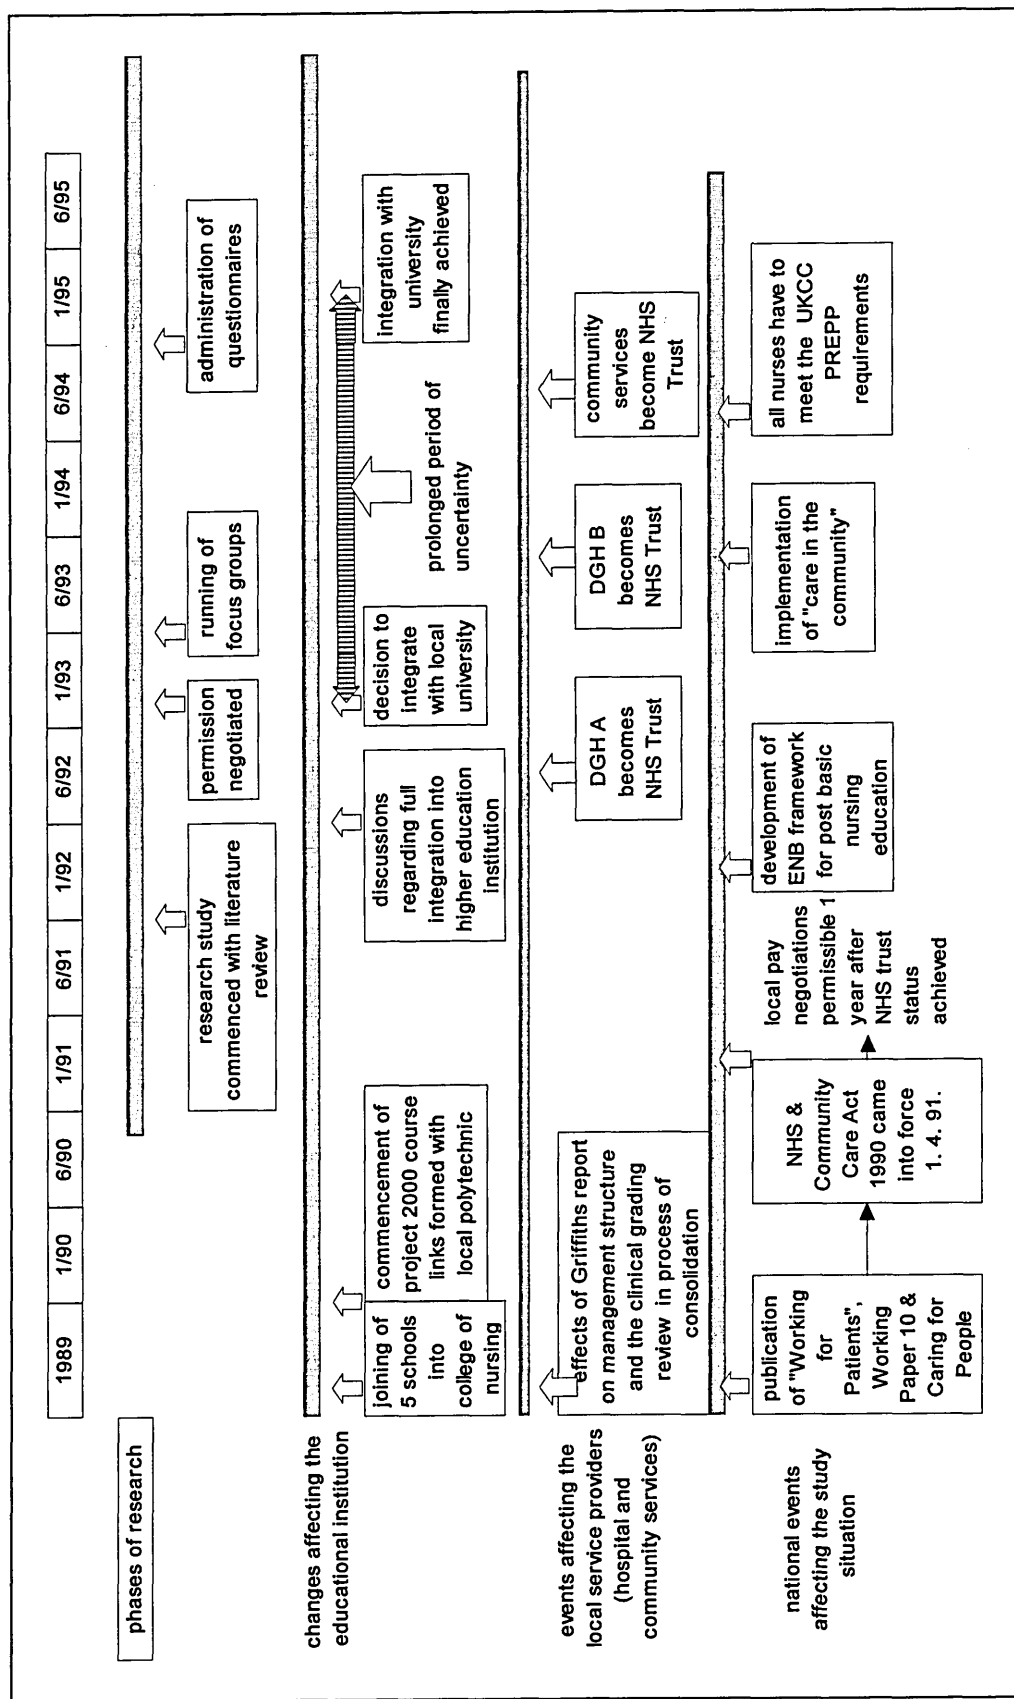 1989
1/90
6/90
1/91
6/91
1/92
6/92
1/93
6/93
1/94
6/94
1/95
6/95
phases of research
research study
commenced with literature
review
permission
negotiated
running of
focus groups
administration of
questionnaires
changes affecting the
educational institution
joining of
5 schools
into
college of
nursing
commencement of
project 2000 course
links formed with
local polytechnic
discussions
regarding full
integration into
higher education
institution
decision to
integrate
with local
university
prolonged period of
uncertainty
integration with
university
finally achieved
events affecting the
local service providers
(hospital and
community services)
effects of Griffiths report
on management structure
and the clinical grading
review in process of
consolidation
DGH A
becomes
NHS Trust
DGH B
becomes
NHS Trust
community
services
become NHS
Trust
national events
affecting the study
situation
publication
of "Working
for
Patients",
Working
Paper 10 &
Caring for
People
NHS &
Community
Care Act
1990 came
into force
1. 4. 91.
local pay
negotiations
permissible 1
year after
NHS trust
status
achieved
development of
ENB framework
for post basic
nursing
education
implementation
of "care in the
community"
all nurses have to
meet the UKCC
PREPP
requirements